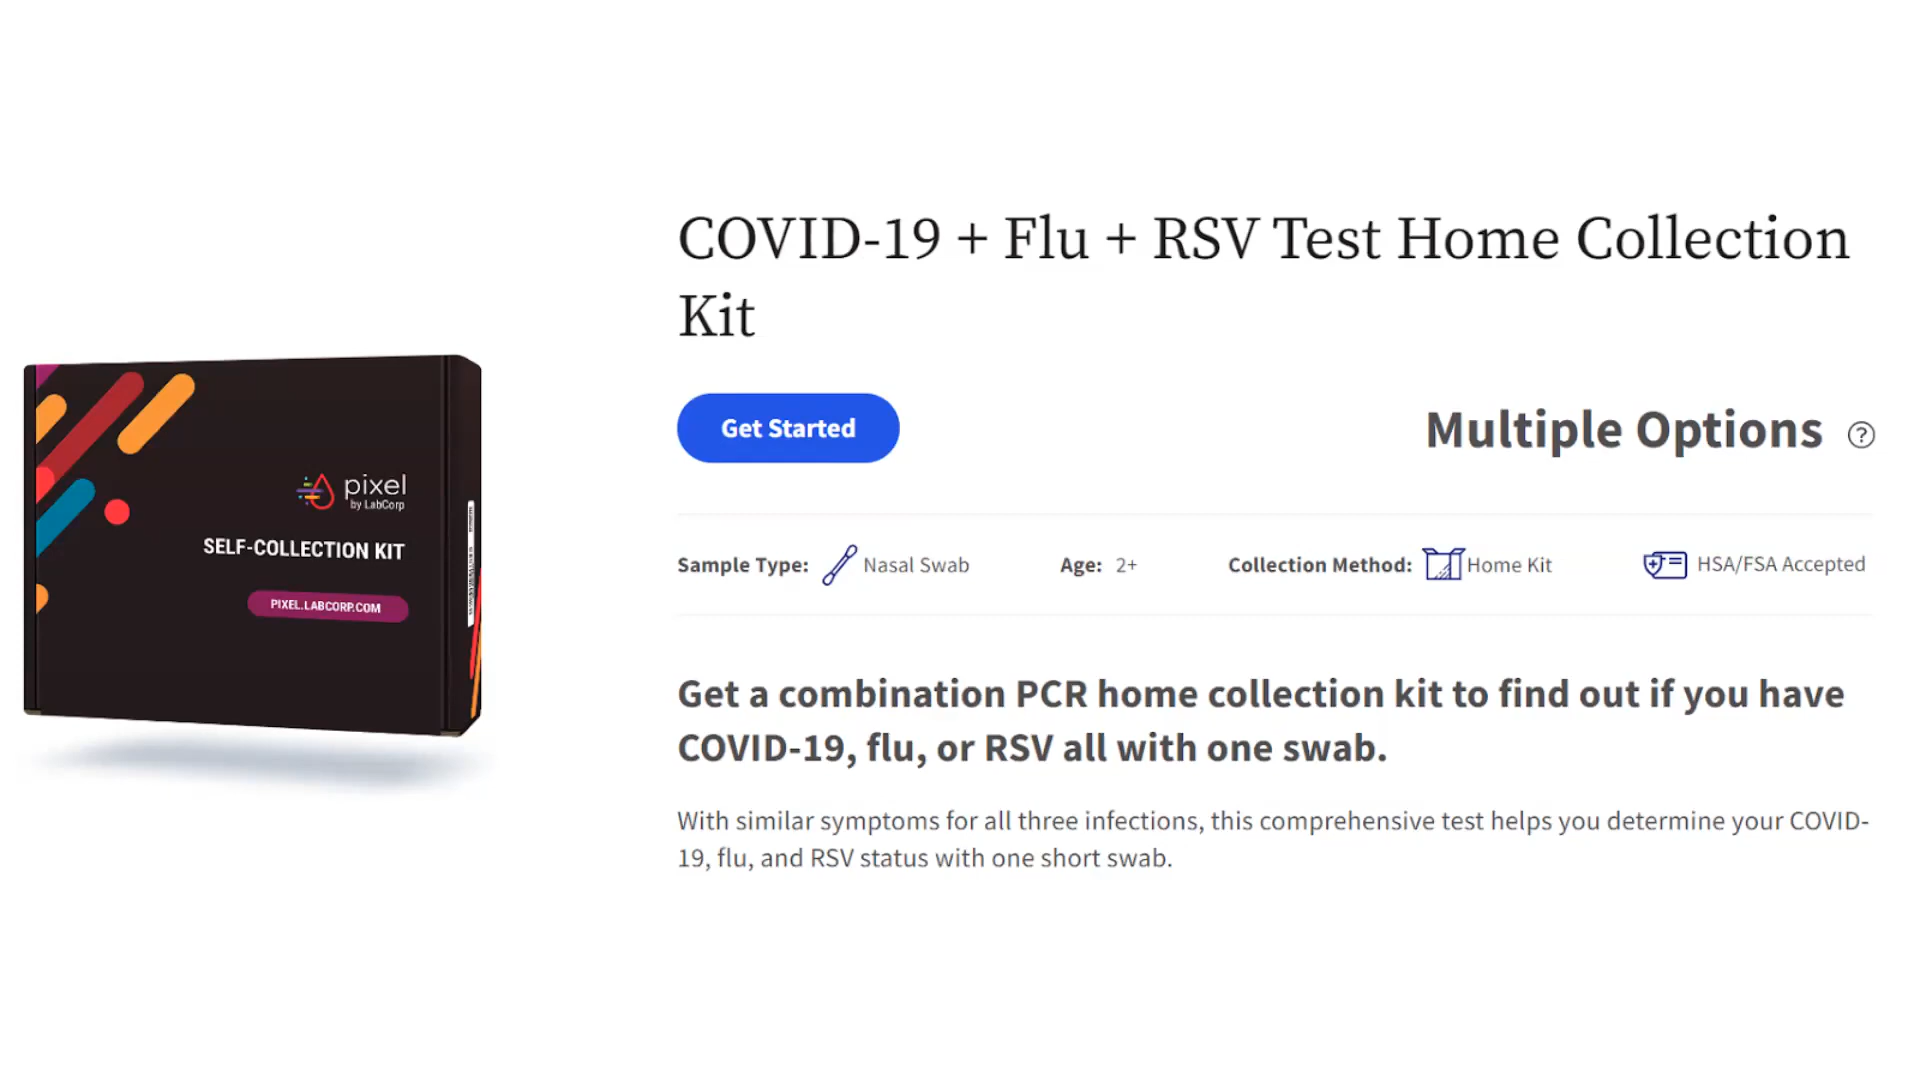 COVID-19 + Flu + RSV Test Home Collection
Kit
Get Started
Multiple Options ?
pixel
by LabCorp
SELF-COLLECTION KIT
PIXEL.LABCORP.COM
Sample Type: Nasal Swab Age: 2+ Collection Method: Home Kit HSA/FSA Accepted
Get a combination PCR home collection kit to find out if you have
COVID-19, flu, or RSV all with one swab.
With similar symptoms for all three infections, this comprehensive test helps you determine your COVID-
19, flu, and RSV status with one short swab.